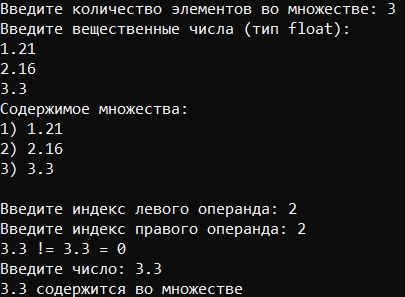 Введите количество элементов во множестве: 3
Введите вещественные числа (тип float):
1.21
2.16
3.3
Содержимое множества:
1) 1.21
2) 2.16
3) 3.3
Введите индекс левого операнда: 2
Введите индекс правого операнда: 2
3.3 != 3.3 = 0
Введите число: 3.3
3.3 содержится во множестве